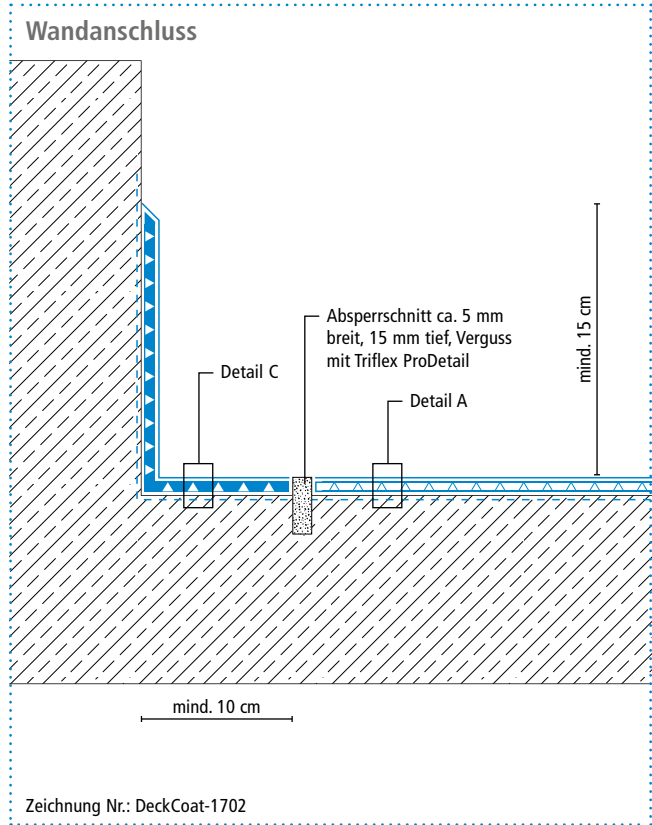 Wandanschluss
Absperrschnitt ca. 5 mm
breit, 15 mm tief, Verguss
mit Triflex ProDetail
mind. 15 cm
Detail C
Detail A
mind. 10 cm
Zeichnung Nr.: DeckCoat-1702